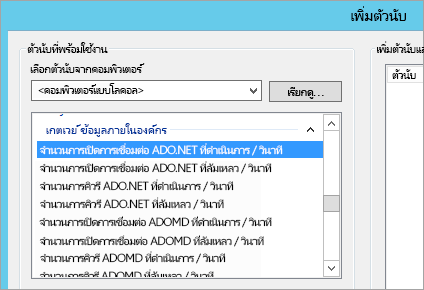 เพิ่มตัวนับ
ตัวนับที่พร้อมใช้งาน
เลือกตัวนับจากคอมพิวเตอร์
<คอมพิวเตอร์แบบโลคอล>
เรียกดู...
เกตเวย์ ข้อมูลภายในองค์กร
จำนวนการเปิดการเชื่อมต่อ ADO.NET ที่ดำเนินการ / วินาที
จำนวนการเปิดการเชื่อมต่อ ADO.NET ที่ล้มเหลว / วินาที
จำนวนการคิวรี ADO.NET ที่ดำเนินการ / วินาที
จำนวนการคิวรี ADO.NET ที่ล้มเหลว / วินาที
จำนวนการเปิดการเชื่อมต่อ ADOMD ที่ดำเนินการ / วินาที
จำนวนการเปิดการเชื่อมต่อ ADOMD ที่ล้มเหลว / วินาที
จำนวนการคิวรี ADOMD ที่ดำเนินการ / วินาที
จำนวนการคิวรี ADOMD ที่ล้มเหลว / วินาที
เพิ่มตัวนับแล
ตัวนับ